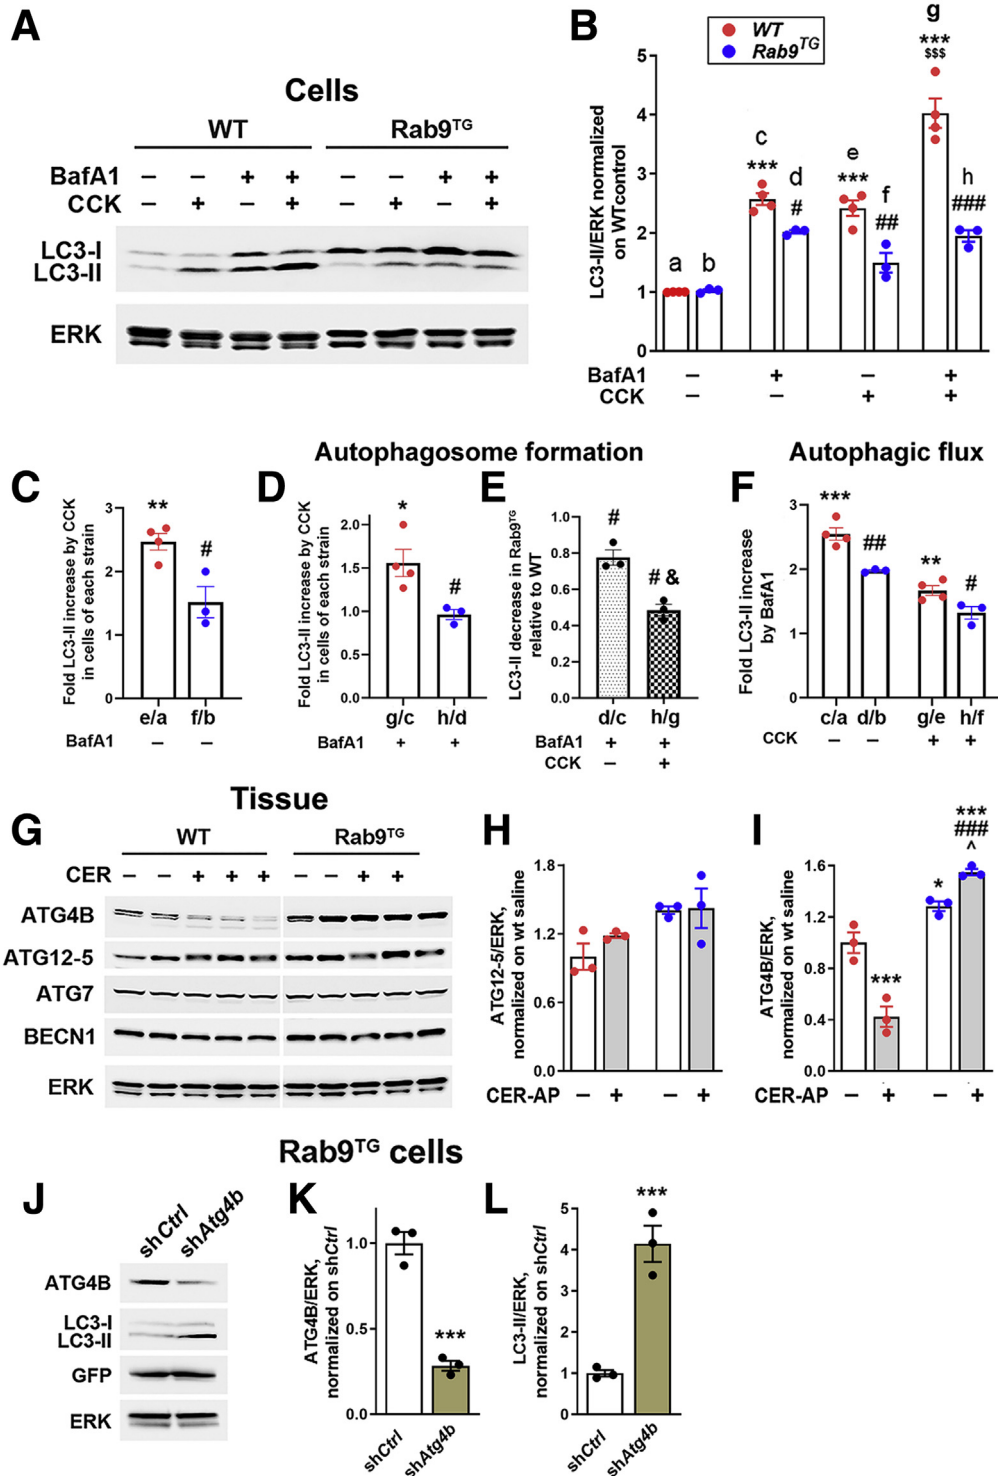 A
Cells
WT Rab9TG
BafA1 − − + + − − + +
CCK − + − + − + − +
LC3-I
LC3-II
ERK
B
WT
Rab9TG
LC3-II/ERK normalized
on WTcontrol
5
4
3
2
1
0
a
b
c
***
d
#
e
***
f
##
g
***
$$$
h
###
BafA1 − + − +
CCK − − + +
Autophagosome formation
Autophagic flux
C
Fold LC3-II increase by CCK
in cells of each strain
3
2
1
0
**
#
e/a f/b
BafA1 − −
D
Fold LC3-II increase by CCK
in cells of each strain
2.0
1.5
1.0
0.5
0.0
*
#
g/c h/d
BafA1 + +
E
LC3-II decrease in Rab9TG
relative to WT
1.0
0.8
0.6
0.4
0.2
0.0
#
# &
d/c h/g
BafA1 + +
CCK − +
F
Fold LC3-II increase
by BafA1
3
2
1
0
***
##
**
#
c/a d/b g/e h/f
CCK − − + +
Tissue
G
WT Rab9TG
CER − − + + + − − + +
ATG4B
ATG12-5
ATG7
BECN1
ERK
H
ATG12-5/ERK,
normalized on wt saline
1.8
1.2
0.6
0.0
CER-AP − + − +
I
ATG4B/ERK,
normalized on wt saline
1.6
1.2
0.8
0.4
0.0
***
*
***
###
^
CER-AP − + − +
Rab9TG cells
J
shCtrl
shAtg4b
ATG4B
LC3-I
LC3-II
GFP
ERK
K
ATG4B/ERK,
normalized on shCtrl
1.0
0.5
0.0
***
shCtrl
shAtg4b
L
LC3-II/ERK,
normalized on shCtrl
5
4
3
2
1
0
***
shCtrl
shAtg4b